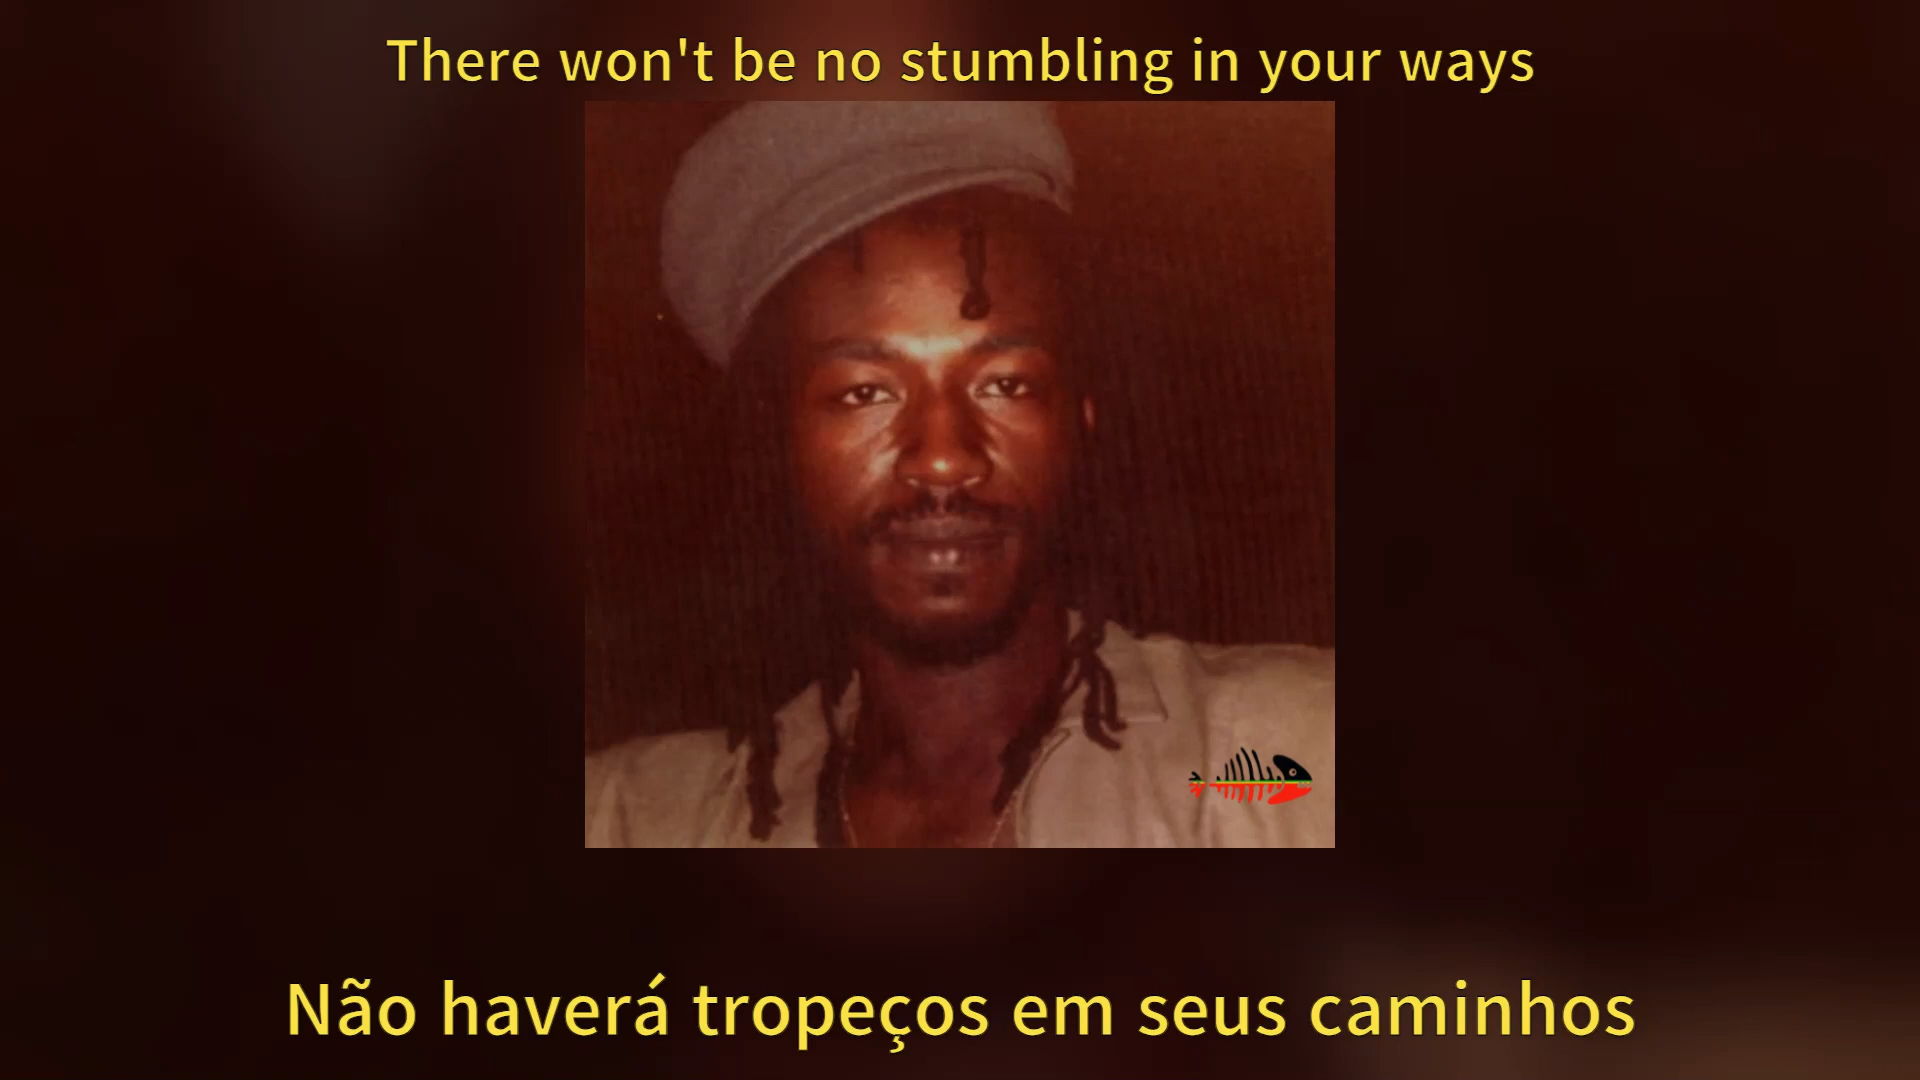 There won't be no stumbling in your ways
Não haverá tropeços em seus caminhos